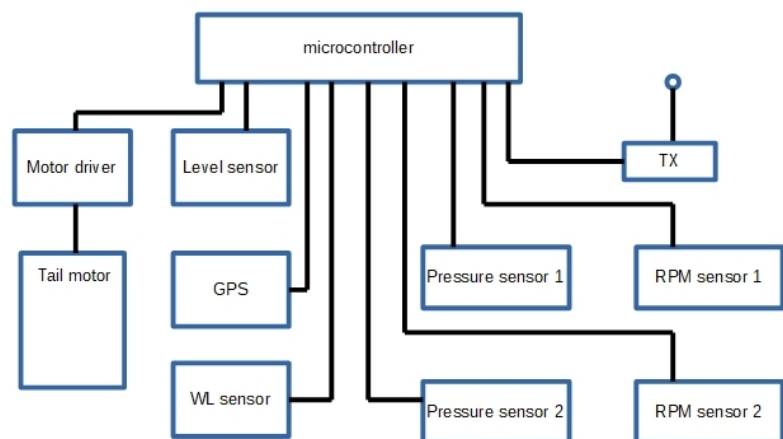 microcontroller
Motor driver
Level sensor
TX
Tail motor
GPS
Pressure sensor 1
RPM sensor 1
WL sensor
Pressure sensor 2
RPM sensor 2